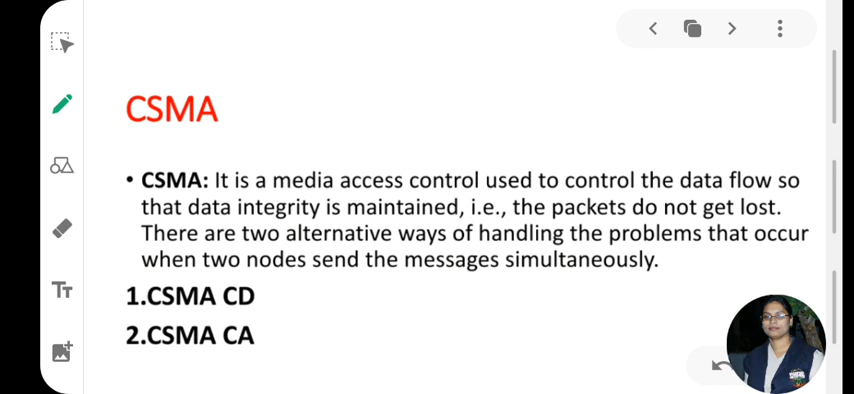 CSMA
• CSMA: It is a media access control used to control the data flow so
that data integrity is maintained, i.e., the packets do not get lost.
There are two alternative ways of handling the problems that occur
when two nodes send the messages simultaneously.
1.CSMA CD
2.CSMA CA
TT